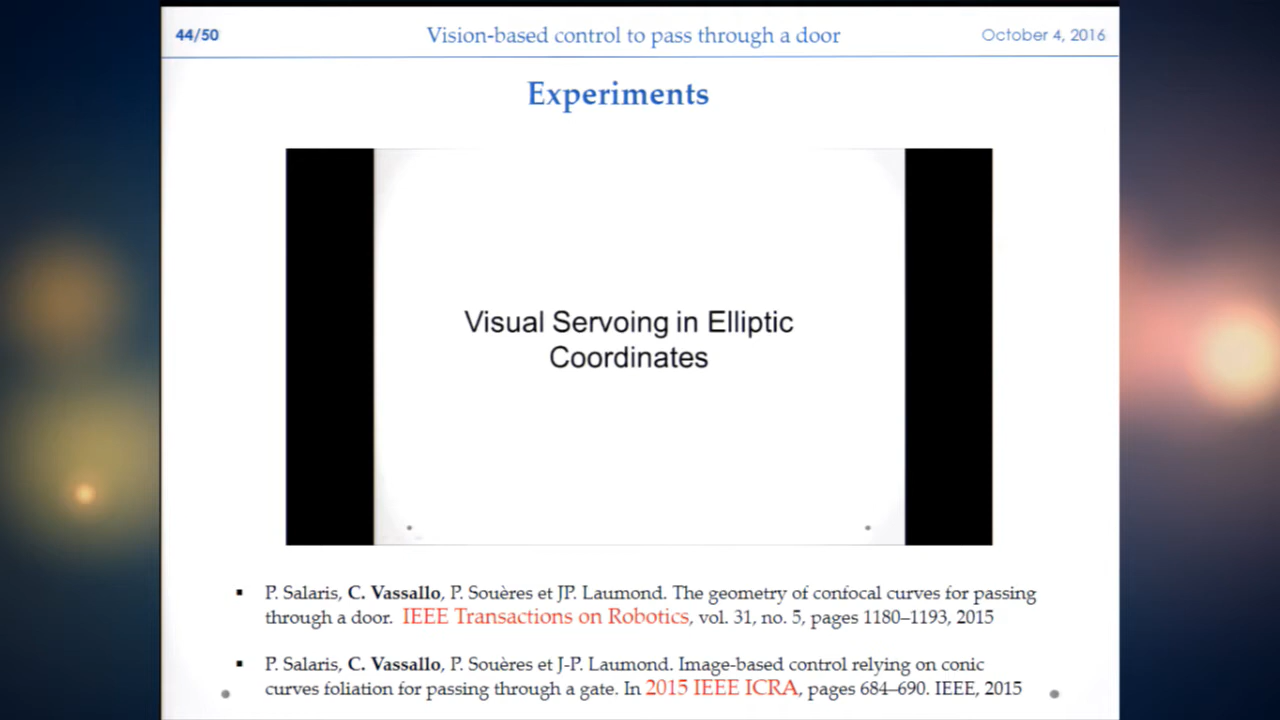 44/50 Vision-based control to pass through a door October 4, 2016
Experiments
Visual Servoing in Elliptic
Coordinates
▪ P. Salaris, C. Vassallo, P. Souères et JP. Laumond. The geometry of confocal curves for passing
through a door. IEEE Transactions on Robotics, vol. 31, no. 5, pages 1180–1193, 2015
▪ P. Salaris, C. Vassallo, P. Souères et J-P. Laumond. Image-based control relying on conic
curves foliation for passing through a gate. In 2015 IEEE ICRA, pages 684–690. IEEE, 2015